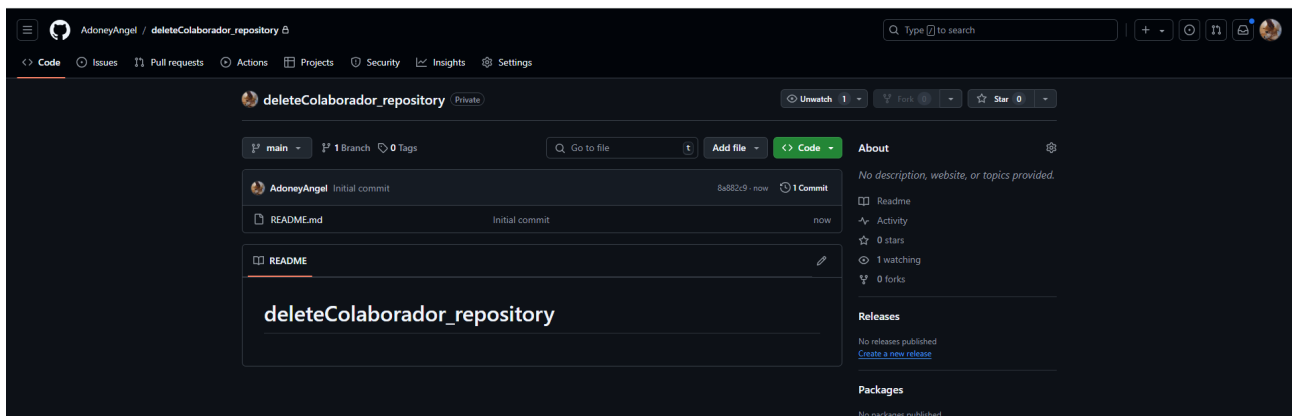 AdoneyAngel / deleteColaborador_repository
Type / to search
Code Issues Pull requests Actions Projects Security Insights Settings
deleteColaborador_repository Private
Unwatch 1 Fork 0 Star 0
main 1 Branch 0 Tags Go to file t Add file Code
AdoneyAngel Initial commit 8a882c9 · now 1 Commit
README.md Initial commit now
README
deleteColaborador_repository
About
No description, website, or topics provided.
Readme
Activity
0 stars
1 watching
0 forks
Releases
No releases published
Create a new release
Packages
No packages published